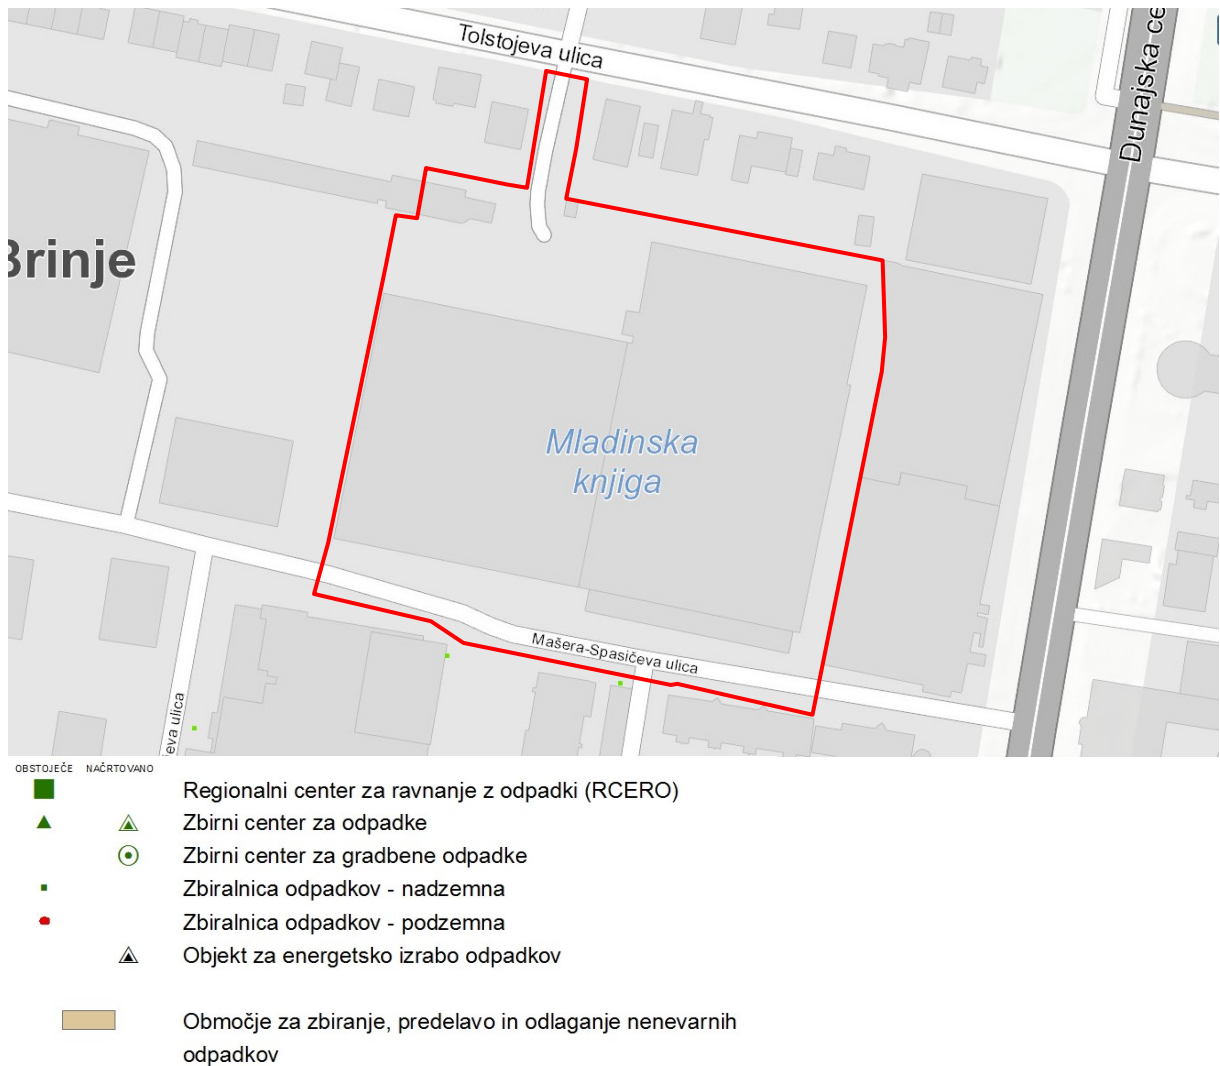 Tolstojeva ulica
Dunajska ce
Brinje
Mladinska
knjiga
Mašera-Spasičeva ulica
eva ulica
OBSTOJEČE NAČRTOVANO
Regionalni center za ravnanje z odpadki (RCERO)
Zbirni center za odpadke
Zbirni center za gradbene odpadke
Zbiralnica odpadkov - nadzemna
Zbiralnica odpadkov - podzemna
Objekt za energetsko izrabo odpadkov
Območje za zbiranje, predelavo in odlaganje nenevarnih
odpadkov